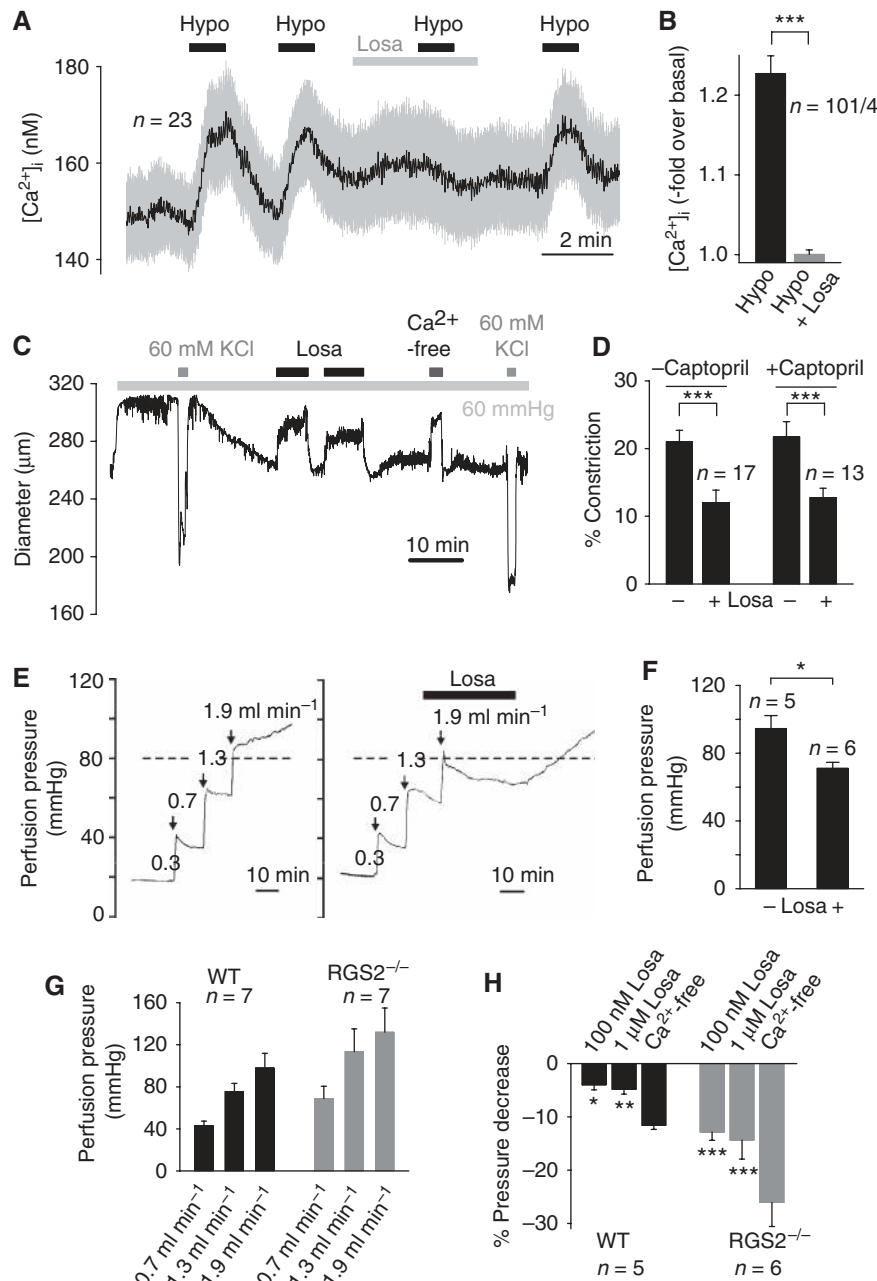 A
Hypo Hypo Hypo Hypo
Losa
180
160
140
[Ca2+]i (nM)
n = 23
2 min
B
***
1.2
1.1
1.0
[Ca2+]i (-fold over basal)
n = 101/4
Hypo
Hypo
+ Losa
C
60 mM KCl
Losa
Ca2+
-free
60 mM
KCl
320
280
240
200
160
Diameter (μm)
60 mmHg
10 min
D
–Captopril +Captopril
*** ***
30
20
10
0
% Constriction
n = 17 n = 13
– + Losa – +
E
120
80
40
0
Perfusion pressure
(mmHg)
0.3
0.7
1.3
1.9 ml min–1
10 min
Losa
0.3
0.7
1.3
1.9 ml min–1
10 min
F
*
120
80
40
0
Perfusion pressure
(mmHg)
n = 5
n = 6
– Losa +
G
WT
n = 7
RGS2–/–
n = 7
160
120
80
40
0
Perfusion pressure
(mmHg)
0.7 ml min–1
1.3 ml min–1
1.9 ml min–1
0.7 ml min–1
1.3 ml min–1
1.9 ml min–1
H
100 nM Losa
1 μM Losa
Ca2+-free
100 nM Losa
1 μM Losa
Ca2+-free
0
–10
–20
–30
% Pressure decrease
* **
*** ***
WT
n = 5
RGS2–/–
n = 6